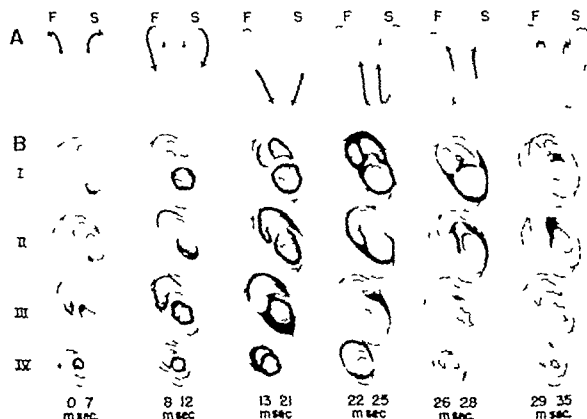 F S F S F S F S F S F S
A
B
I
II
III
IV
0 7 8 12 13 21 22 25 26 28 29 35
msec. msec. msec. msec. msec. msec.